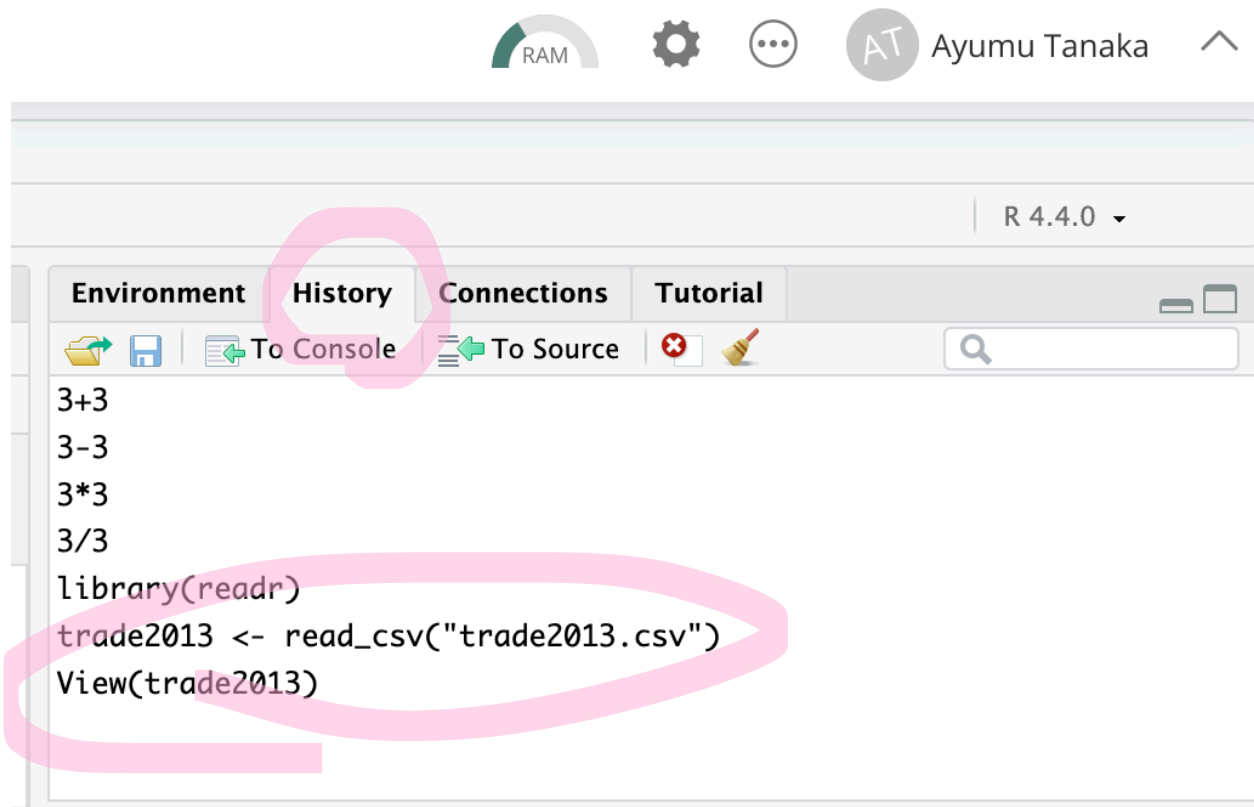 RAM
AT
Ayumu Tanaka
R 4.4.0
Environment History Connections Tutorial
To Console To Source
3+3
3-3
3*3
3/3
library(readr)
trade2013 <- read_csv("trade2013.csv")
View(trade2013)